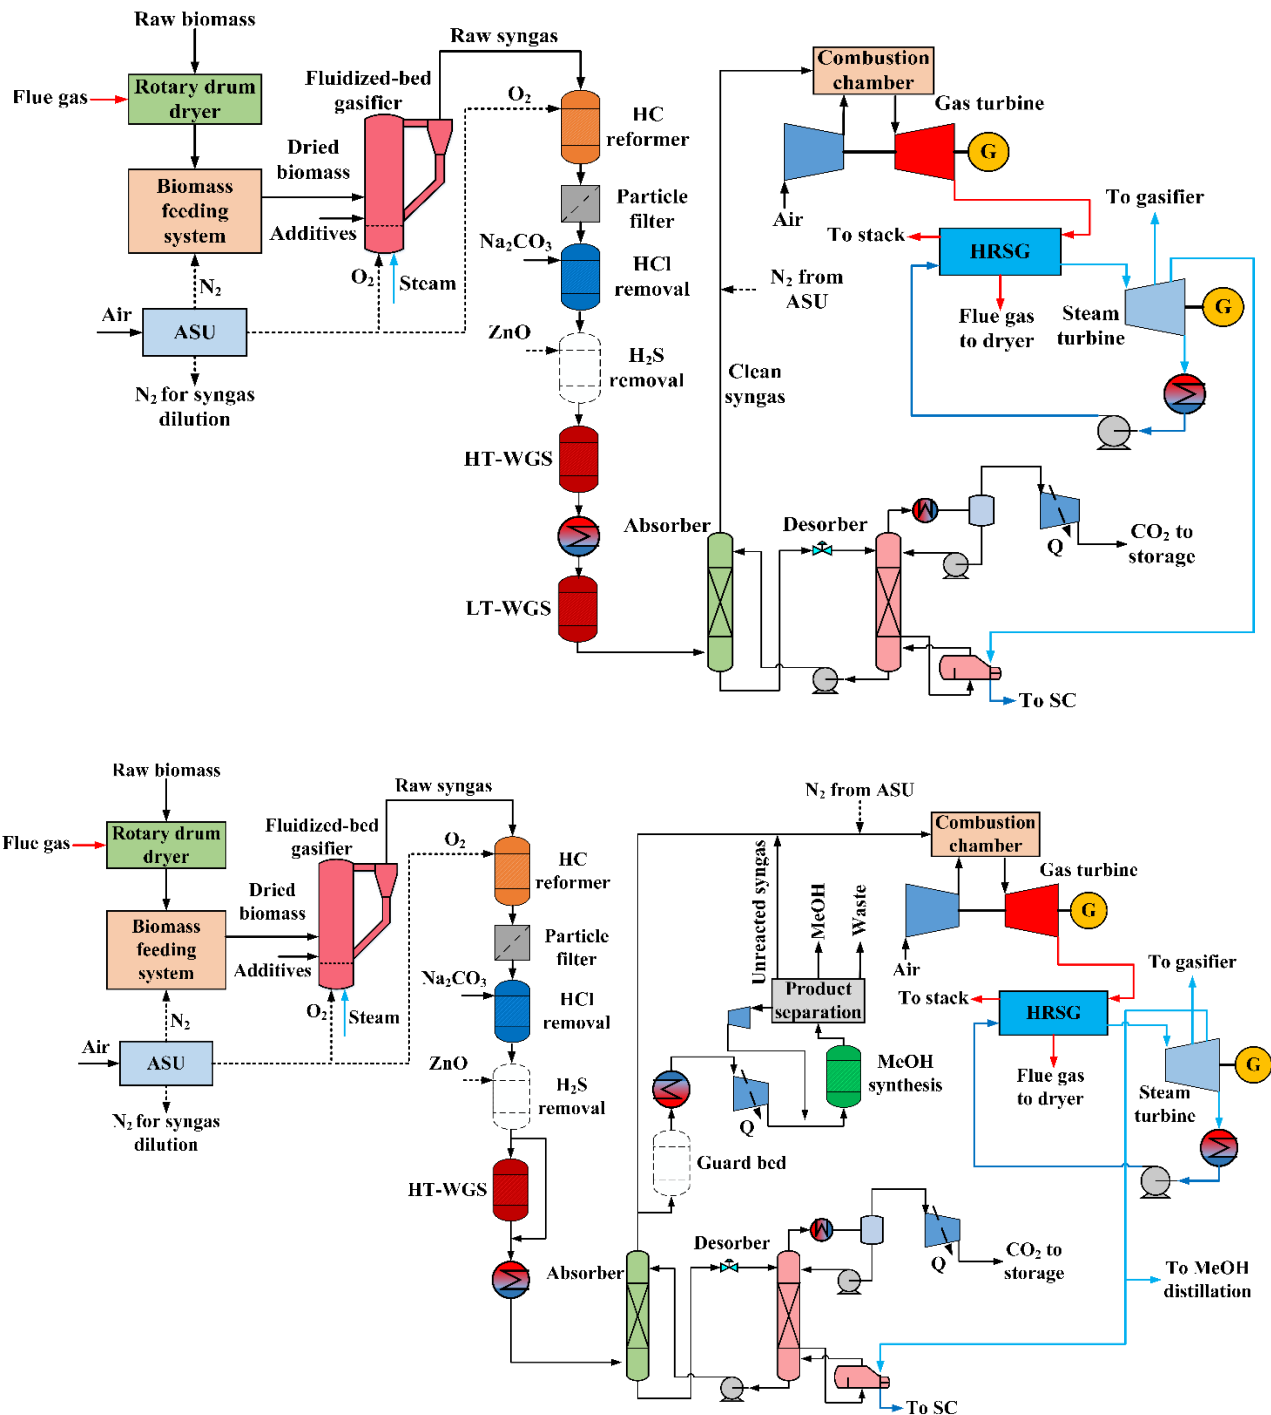 Raw biomass
Raw syngas
Flue gas
Rotary drum
dryer
Fluidized-bed
gasifier
O2
HC
reformer
Combustion
chamber
Gas turbine
G
Dried
biomass
Biomass
feeding
system
Additives
Particle
filter
Air
To gasifier
To stack
HRSG
Na2CO3
HCl
removal
N2 from
ASU
O2
Steam
N2
Air
ASU
Flue gas
to dryer
Steam
turbine
G
ZnO
H2S
removal
Clean
syngas
N2 for syngas
dilution
HT-WGS
Absorber
Desorber
Q
CO2 to
storage
LT-WGS
To SC
Raw biomass
Raw syngas
N2 from ASU
Flue gas
Rotary drum
dryer
Fluidized-bed
gasifier
O2
HC
reformer
Combustion
chamber
Gas turbine
G
Unreacted syngas
MeOH
Waste
Dried
biomass
Biomass
feeding
system
Additives
Particle
filter
Air
To gasifier
Product
separation
To stack
HRSG
Na2CO3
HCl
removal
O2
Steam
N2
Air
ASU
MeOH
synthesis
Flue gas
to dryer
Steam
turbine
G
ZnO
H2S
removal
Q
N2 for syngas
dilution
Guard bed
HT-WGS
Absorber
Desorber
Q
CO2 to
storage
To MeOH
distillation
To SC